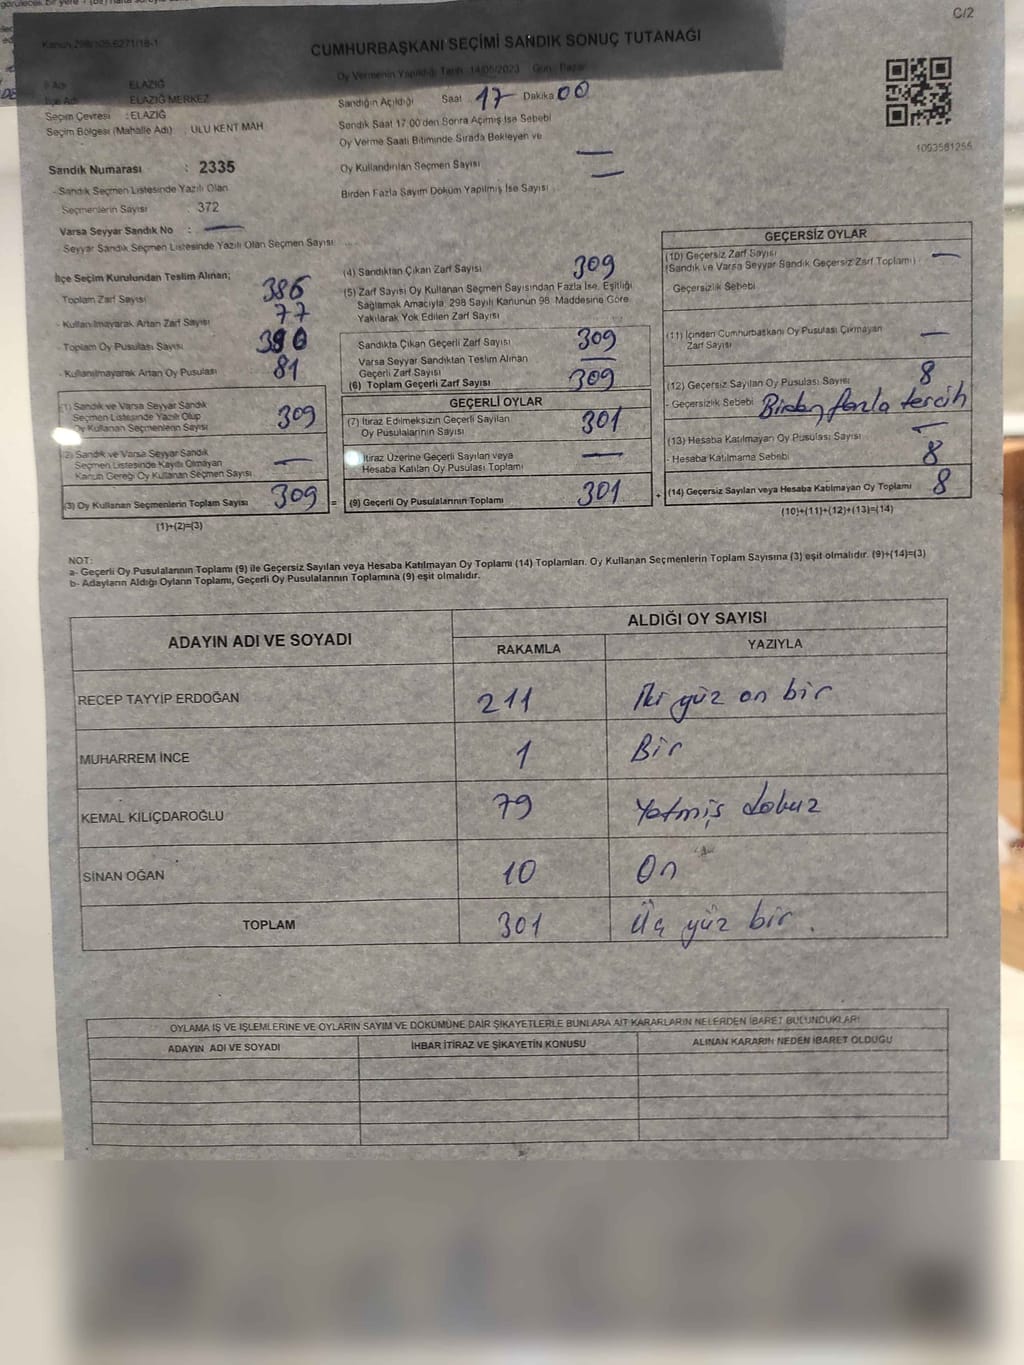 C/2
Kanun 298/105,6271/18-1
CUMHURBAŞKANI SEÇİMİ SANDIK SONUÇ TUTANAĞI
Oy Vermenin Yapıldığı Tarih : 14/05/2023 Gün : Pazar
İl Adı ELAZIĞ
İlçe Adı ELAZIĞ MERKEZ
Seçim Çevresi : ELAZIĞ
Seçim Bölgesi (Mahalle Adı) : ULU KENT MAH
Sandığın Açıldığı Saat 17 Dakika 00
Sandık Saat 17.00'den Sonra Açımış İse Sebebi
Oy Verme Saati Bitiminde Sırada Bekleyen ve
Oy Kullandırılan Seçmen Sayısı —
Birden Fazla Sayım Döküm Yapılmış İse Sayısı —
1093581255
Sandık Numarası : 2335
- Sandık Seçmen Listesinde Yazılı Olan
Seçmenlerin Sayısı : 372
Varsa Seyyar Sandık No : —
- Seyyar Sandık Seçmen Listesinde Yazılı Olan Seçmen Sayısı
İlçe Seçim Kurulundan Teslim Alınan;
- Toplam Zarf Sayısı 386
- Kullanılmayarak Artan Zarf Sayısı 77
- Toplam Oy Pusulası Sayısı 390
- Kullanılmayarak Artan Oy Pusulası 81
(1) Sandık ve Varsa Seyyar Sandık
Seçmen Listesinde Yazılı Olup
Oy Kullanan Seçmenlerin Sayısı 309
(2) Sandık ve Varsa Seyyar Sandık
Seçmen Listesinde Kayıtlı Olmayan
Kanun Gereği Oy Kullanan Seçmen Sayısı —
(3) Oy Kullanan Seçmenlerin Toplam Sayısı 309 =
(1)+(2)=(3)
(4) Sandıktan Çıkan Zarf Sayısı 309
(5) Zarf Sayısı Oy Kullanan Seçmen Sayısından Fazla İse, Eşitliği
Sağlamak Amacıyla, 298 Sayılı Kanunun 98. Maddesine Göre
Yakılarak Yok Edilen Zarf Sayısı
Sandıkta Çıkan Geçerli Zarf Sayısı 309
Varsa Seyyar Sandıktan Teslim Alınan
Geçerli Zarf Sayısı —
(6) Toplam Geçerli Zarf Sayısı 309
GEÇERLİ OYLAR
(7) İtiraz Edilmeksizin Geçerli Sayılan
Oy Pusulalarının Sayısı 301
İtiraz Üzerine Geçerli Sayılan veya
Hesaba Katılan Oy Pusulası Toplamı —
(9) Geçerli Oy Pusulalarının Toplamı 301 +
GEÇERSİZ OYLAR
(10) Geçersiz Zarf Sayısı
(Sandık ve Varsa Seyyar Sandık Geçersiz Zarf Toplamı) : —
Geçersizlik Sebebi
(11) İçinden Cumhurbaşkanı Oy Pusulası Çıkmayan
Zarf Sayısı —
(12) Geçersiz Sayılan Oy Pusulası Sayısı 8
- Geçersizlik Sebebi Birden fazla tercih
(13) Hesaba Katılmayan Oy Pusulası Sayısı —
- Hesaba Katılmama Sebebi 8
(14) Geçersiz Sayılan veya Hesaba Katılmayan Oy Toplamı 8
(10)+(11)+(12)+(13)=(14)
NOT:
a- Geçerli Oy Pusulalarının Toplamı (9) ile Geçersiz Sayılan veya Hesaba Katılmayan Oy Toplamı (14) Toplamları, Oy Kullanan Seçmenlerin Toplam Sayısına (3) eşit olmalıdır. (9)+(14)=(3)
b- Adayların Aldığı Oyların Toplamı, Geçerli Oy Pusulalarının Toplamına (9) eşit olmalıdır.
ADAYIN ADI VE SOYADI ALDIĞI OY SAYISI
RAKAMLA YAZIYLA
RECEP TAYYİP ERDOĞAN 211 İki yüz on bir
MUHARREM İNCE 1 Bir
KEMAL KILIÇDAROĞLU 79 Yetmiş dokuz
SİNAN OĞAN 10 On
TOPLAM 301 Üç yüz bir.
OYLAMA İŞ VE İŞLEMLERİNE VE OYLARIN SAYIM VE DÖKÜMÜNE DAİR ŞİKAYETLERLE BUNLARA AİT KARARLARIN NELERDEN İBARET BULUNDUKLARI
ADAYIN ADI VE SOYADI İHBAR İTİRAZ VE ŞİKAYETİN KONUSU ALINAN KARARIN NEDEN İBARET OLDUĞU